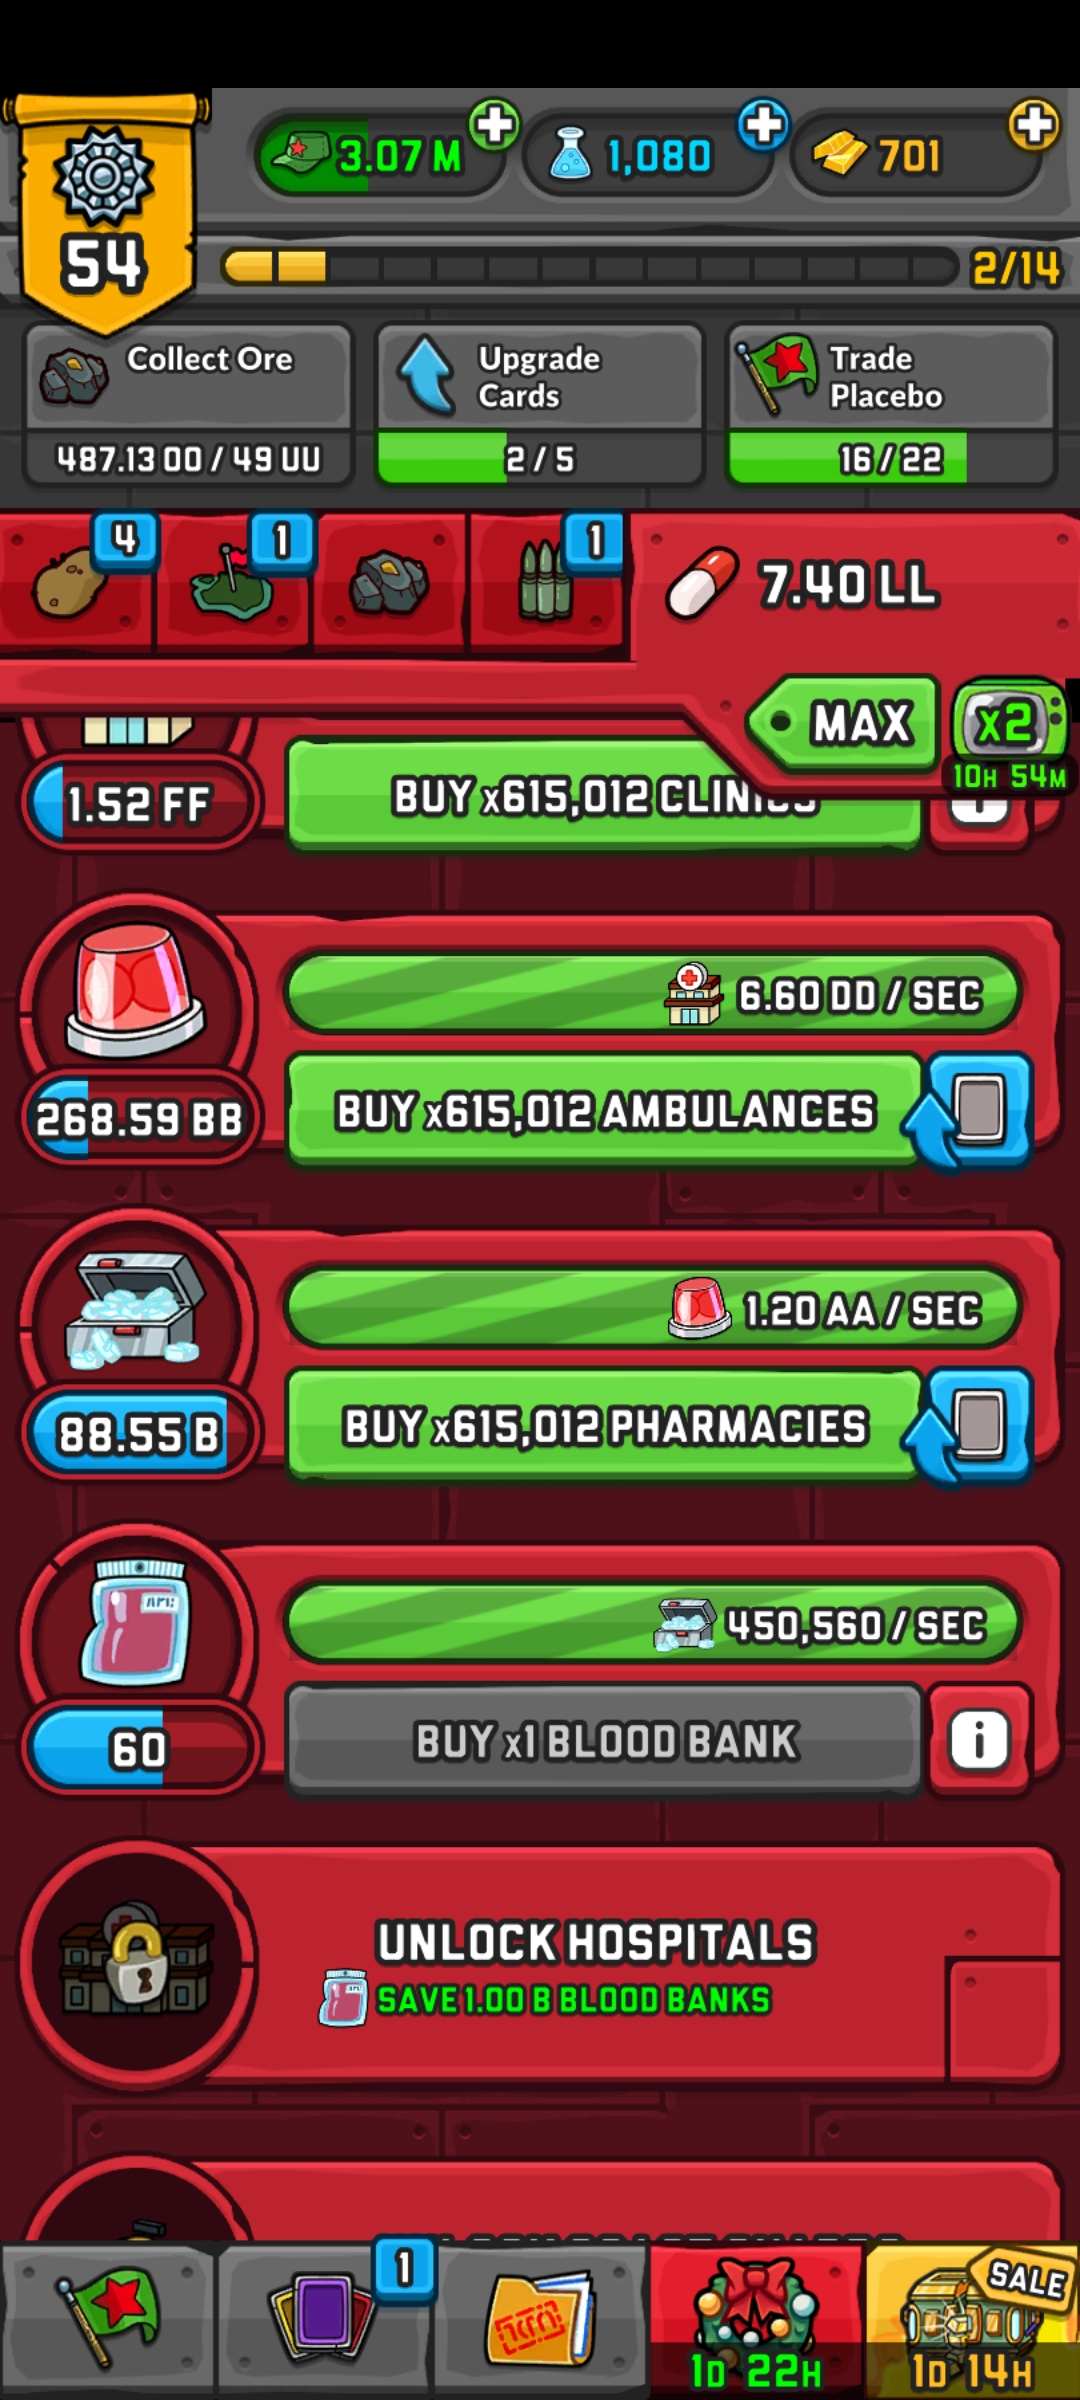 3.07 M
1,080
701
54
2/14
Collect Ore
Upgrade
Cards
Trade
Placebo
487.13 OO / 49 UU
2 / 5
16 / 22
4
1
1
7.40 LL
MAX
x2
10H 54M
1.52 FF
BUY x615,012 CLINICS
6.60 DD / SEC
268.59 BB
BUY x615,012 AMBULANCES
1.20 AA / SEC
88.55 B
BUY x615,012 PHARMACIES
450,560 / SEC
60
BUY x1 BLOOD BANK
i
UNLOCK HOSPITALS
SAVE 1.00 B BLOOD BANKS
1
SALE
1D 22H
1D 14H